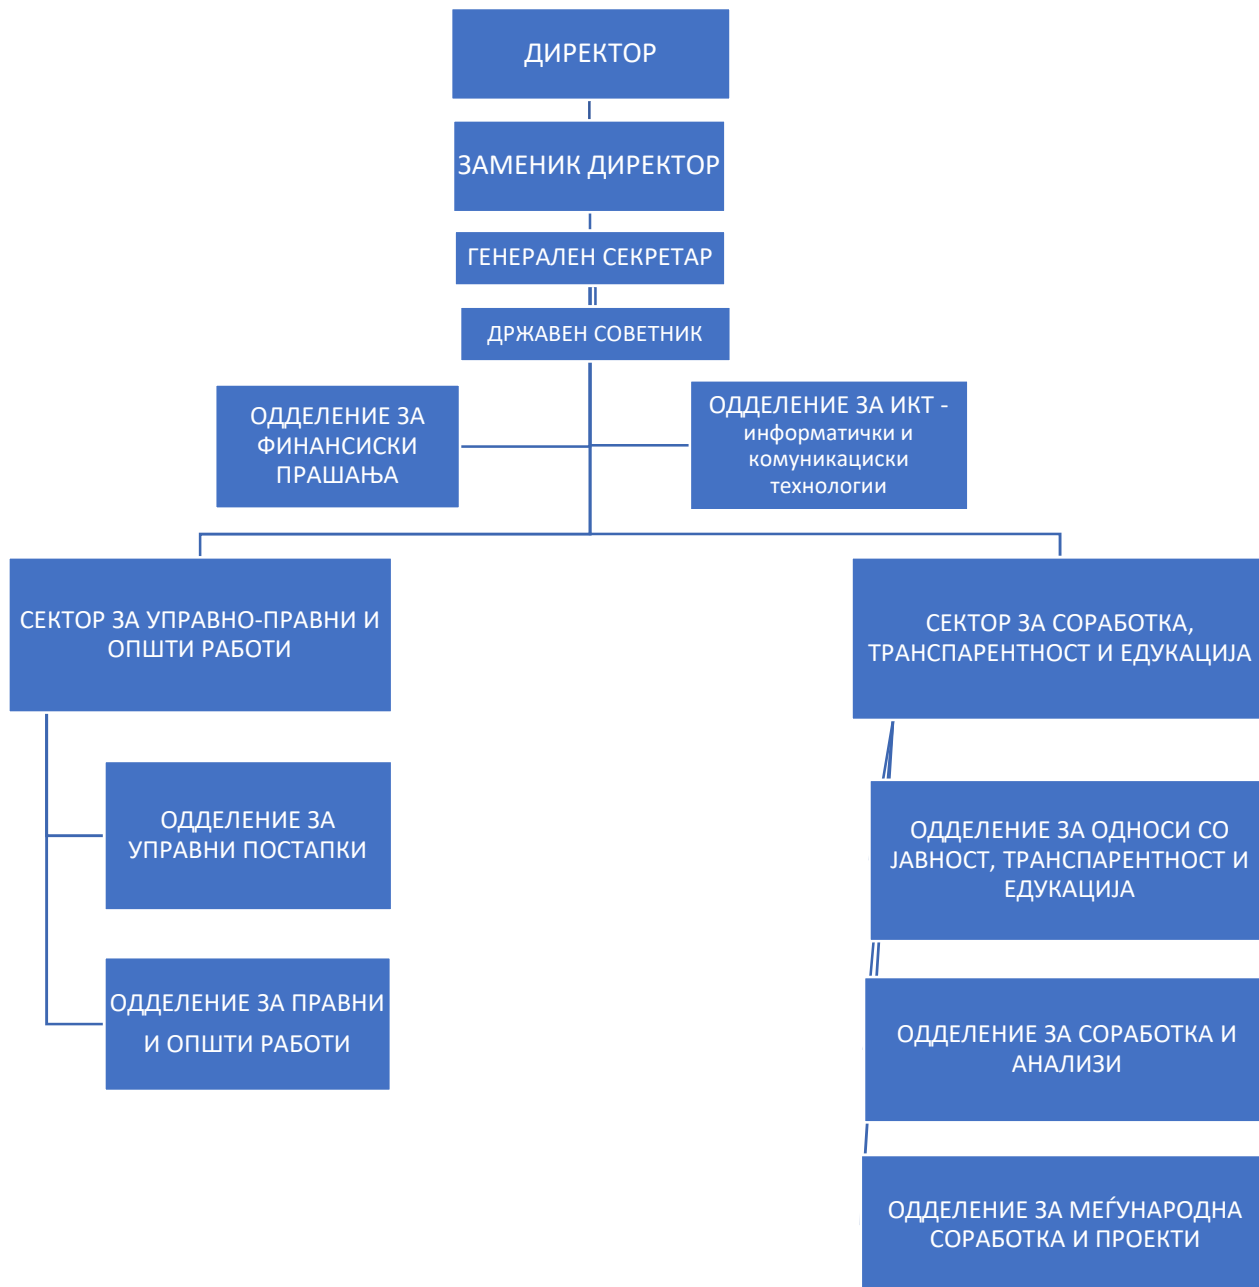 ДИРЕКТОР
ЗАМЕНИК ДИРЕКТОР
ГЕНЕРАЛЕН СЕКРЕТАР
ДРЖАВЕН СОВЕТНИК
ОДДЕЛЕНИЕ ЗА
ФИНАНСИСКИ
ПРАШАЊА
ОДДЕЛЕНИЕ ЗА ИКТ -
информатички и
комуникациски
технологии
СЕКТОР ЗА УПРАВНО-ПРАВНИ И
ОПШТИ РАБОТИ
СЕКТОР ЗА СОРАБОТКА,
ТРАНСПАРЕНТНОСТ И ЕДУКАЦИЈА
ОДДЕЛЕНИЕ ЗА
УПРАВНИ ПОСТАПКИ
ОДДЕЛЕНИЕ ЗА ПРАВНИ
И ОПШТИ РАБОТИ
ОДДЕЛЕНИЕ ЗА ОДНОСИ СО
ЈАВНОСТ, ТРАНСПАРЕНТНОСТ И
ЕДУКАЦИЈА
ОДДЕЛЕНИЕ ЗА СОРАБОТКА И
АНАЛИЗИ
ОДДЕЛЕНИЕ ЗА МЕЃУНАРОДНА
СОРАБОТКА И ПРОЕКТИ